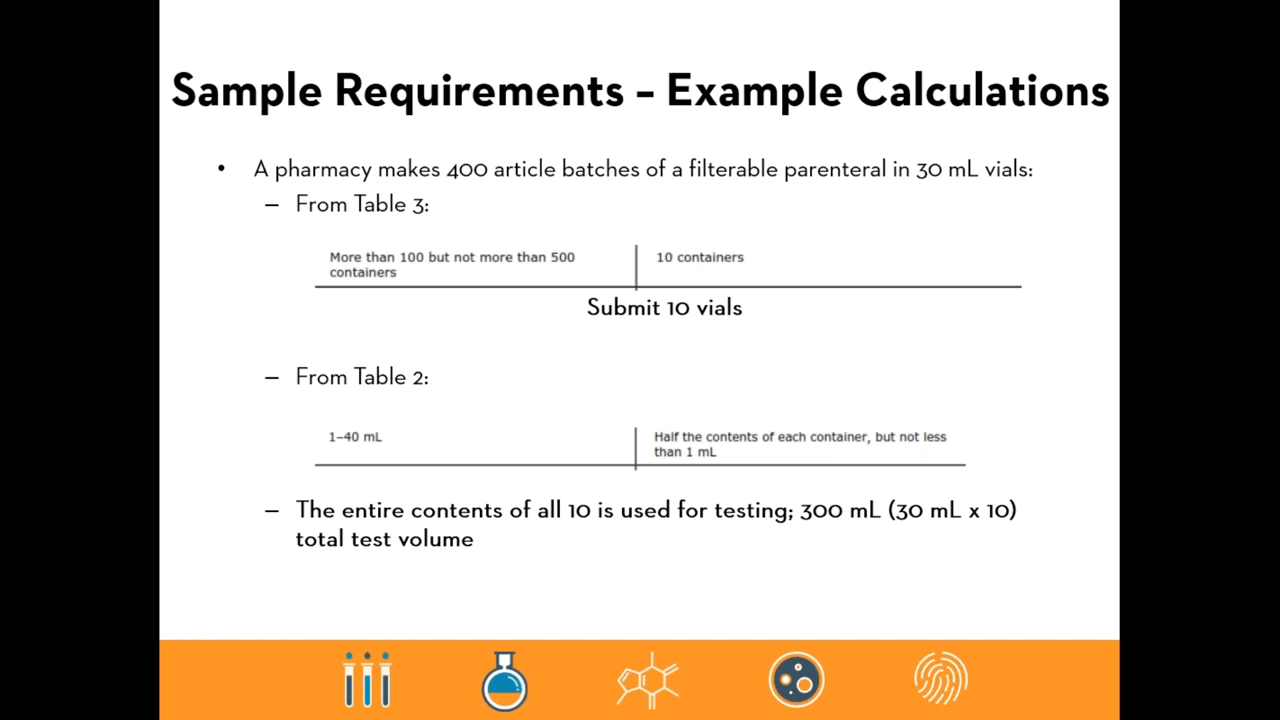 Sample Requirements – Example Calculations
• A pharmacy makes 400 article batches of a filterable parenteral in 30 mL vials:
– From Table 3:
More than 100 but not more than 500 containers
10 containers
Submit 10 vials
– From Table 2:
1–40 mL
Half the contents of each container, but not less than 1 mL
– The entire contents of all 10 is used for testing; 300 mL (30 mL x 10)
total test volume